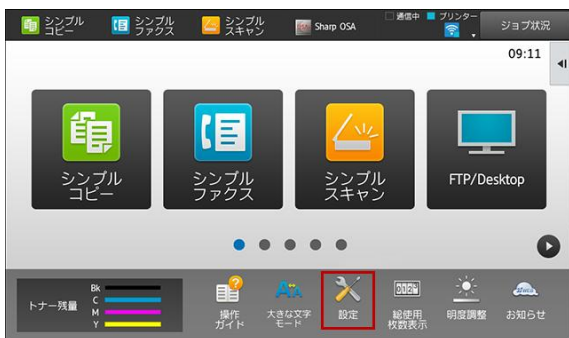 シンプル
コピー
シンプル
ファクス
シンプル
スキャン
Sharp OSA
通信中
プリンター
ジョブ状況
09:11
シンプル
コピー
シンプル
ファクス
シンプル
スキャン
FTP/Desktop
トナー残量
Bk
C
M
Y
操作
ガイド
大きな文字
モード
設定
総使用
枚数表示
明度調整
お知らせ